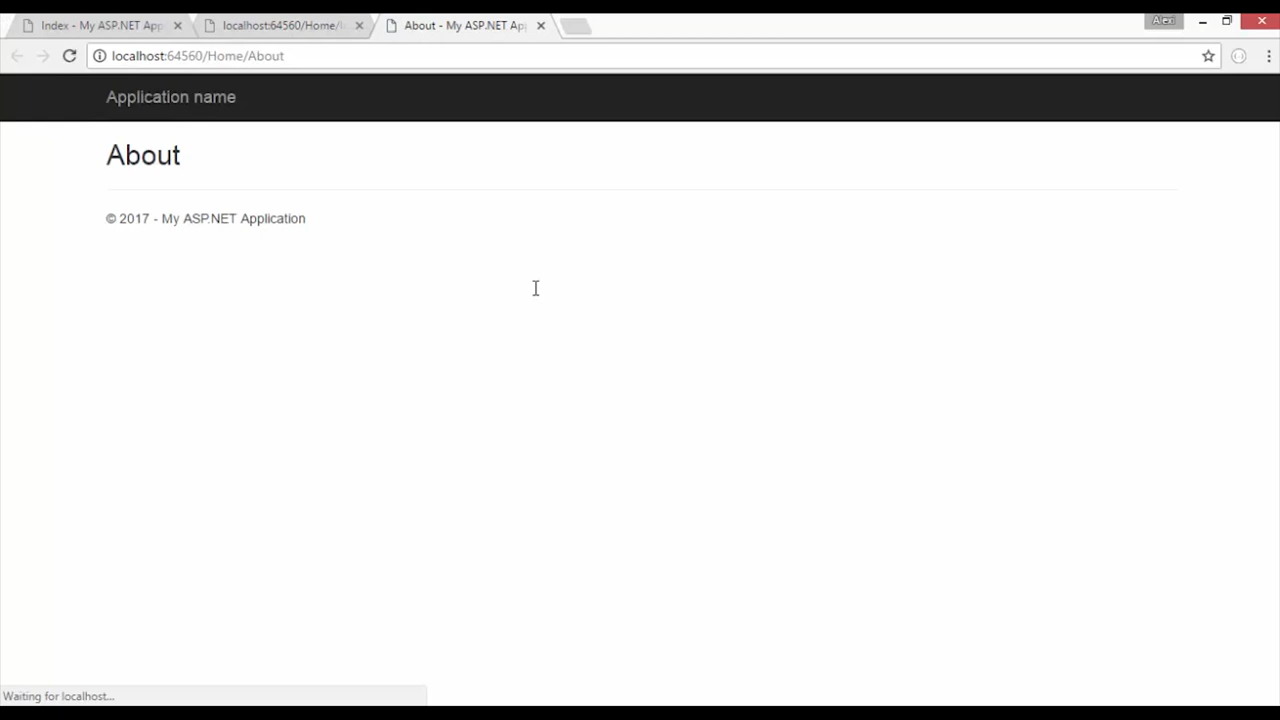 Index - My ASP.NET App
localhost:64560/Home/
About - My ASP.NET Ap
Alexi
localhost:64560/Home/About
Application name
About
© 2017 - My ASP.NET Application
Waiting for localhost...